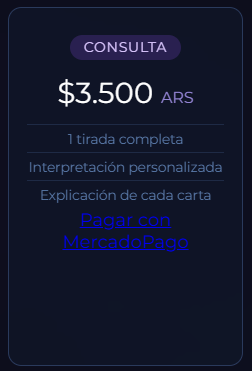 CONSULTA
$3.500 ARS
1 tirada completa
Interpretación personalizada
Explicación de cada carta
Pagar con
MercadoPago